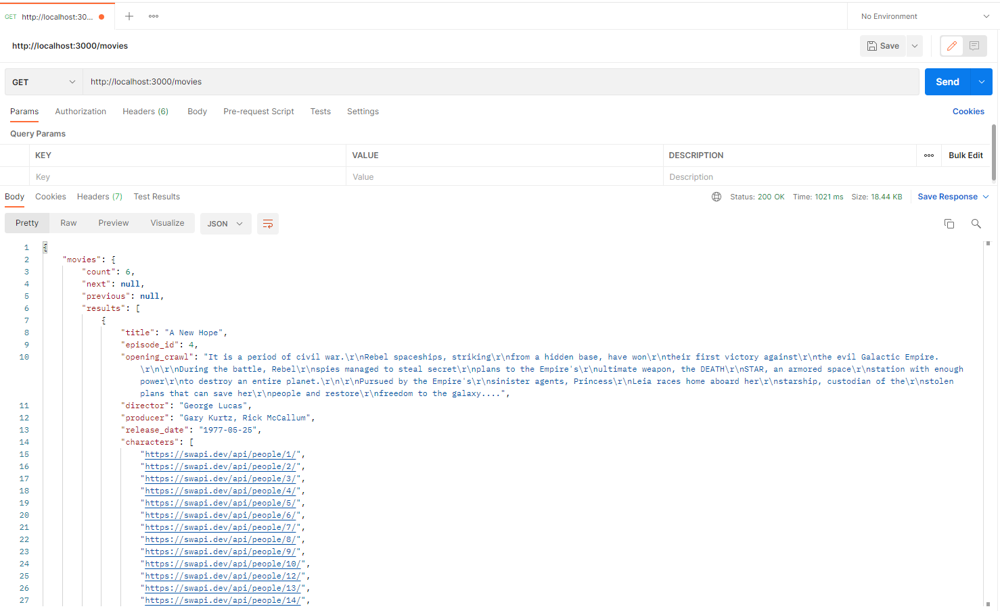 GET http://localhost:30...
No Environment
http://localhost:3000/movies
Save
GET http://localhost:3000/movies Send
Params Authorization Headers (6) Body Pre-request Script Tests Settings Cookies
Query Params
KEY VALUE DESCRIPTION Bulk Edit
Key Value Description
Body Cookies Headers (7) Test Results Status: 200 OK Time: 1021 ms Size: 18.44 KB Save Response
Pretty Raw Preview Visualize JSON
1 {
2 "movies": {
3 "count": 6,
4 "next": null,
5 "previous": null,
6 "results": [
7 {
8 "title": "A New Hope",
9 "episode_id": 4,
10 "opening_crawl": "It is a period of civil war.\r\nRebel spaceships, striking\r\nfrom a hidden base, have won\r\ntheir first victory against\r\nthe evil Galactic Empire.
\r\n\r\nDuring the battle, Rebel\r\nspies managed to steal secret\r\nplans to the Empire's\r\nultimate weapon, the DEATH\r\nSTAR, an armored space\r\nstation with enough
power\r\nto destroy an entire planet.\r\n\r\nPursued by the Empire's\r\nsinister agents, Princess\r\nLeia races home aboard her\r\nstarship, custodian of the\r\nstolen
plans that can save her\r\npeople and restore\r\nfreedom to the galaxy....",
11 "director": "George Lucas",
12 "producer": "Gary Kurtz, Rick McCallum",
13 "release_date": "1977-05-25",
14 "characters": [
15 "https://swapi.dev/api/people/1/",
16 "https://swapi.dev/api/people/2/",
17 "https://swapi.dev/api/people/3/",
18 "https://swapi.dev/api/people/4/",
19 "https://swapi.dev/api/people/5/",
20 "https://swapi.dev/api/people/6/",
21 "https://swapi.dev/api/people/7/",
22 "https://swapi.dev/api/people/8/",
23 "https://swapi.dev/api/people/9/",
24 "https://swapi.dev/api/people/10/",
25 "https://swapi.dev/api/people/12/",
26 "https://swapi.dev/api/people/13/",
27 "https://swapi.dev/api/people/14/",